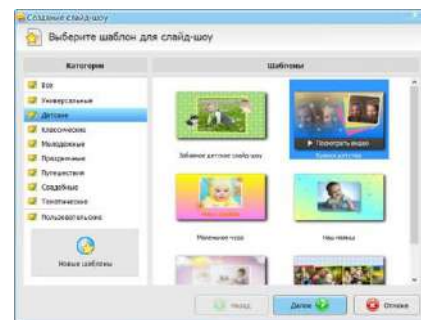 Создание слайд-шоу
Выберите шаблон для слайд-шоу
Категории
Шаблоны
Все
Универсальные
Детские
Классические
Молодежные
Праздничные
Путешествия
Свадебные
Тематические
Пользовательские
Новые шаблоны
Посмотреть видео
Забавное детское слайд-шоу
Маленькое чудо
Наш малыш
Назад
Далее
Отмена